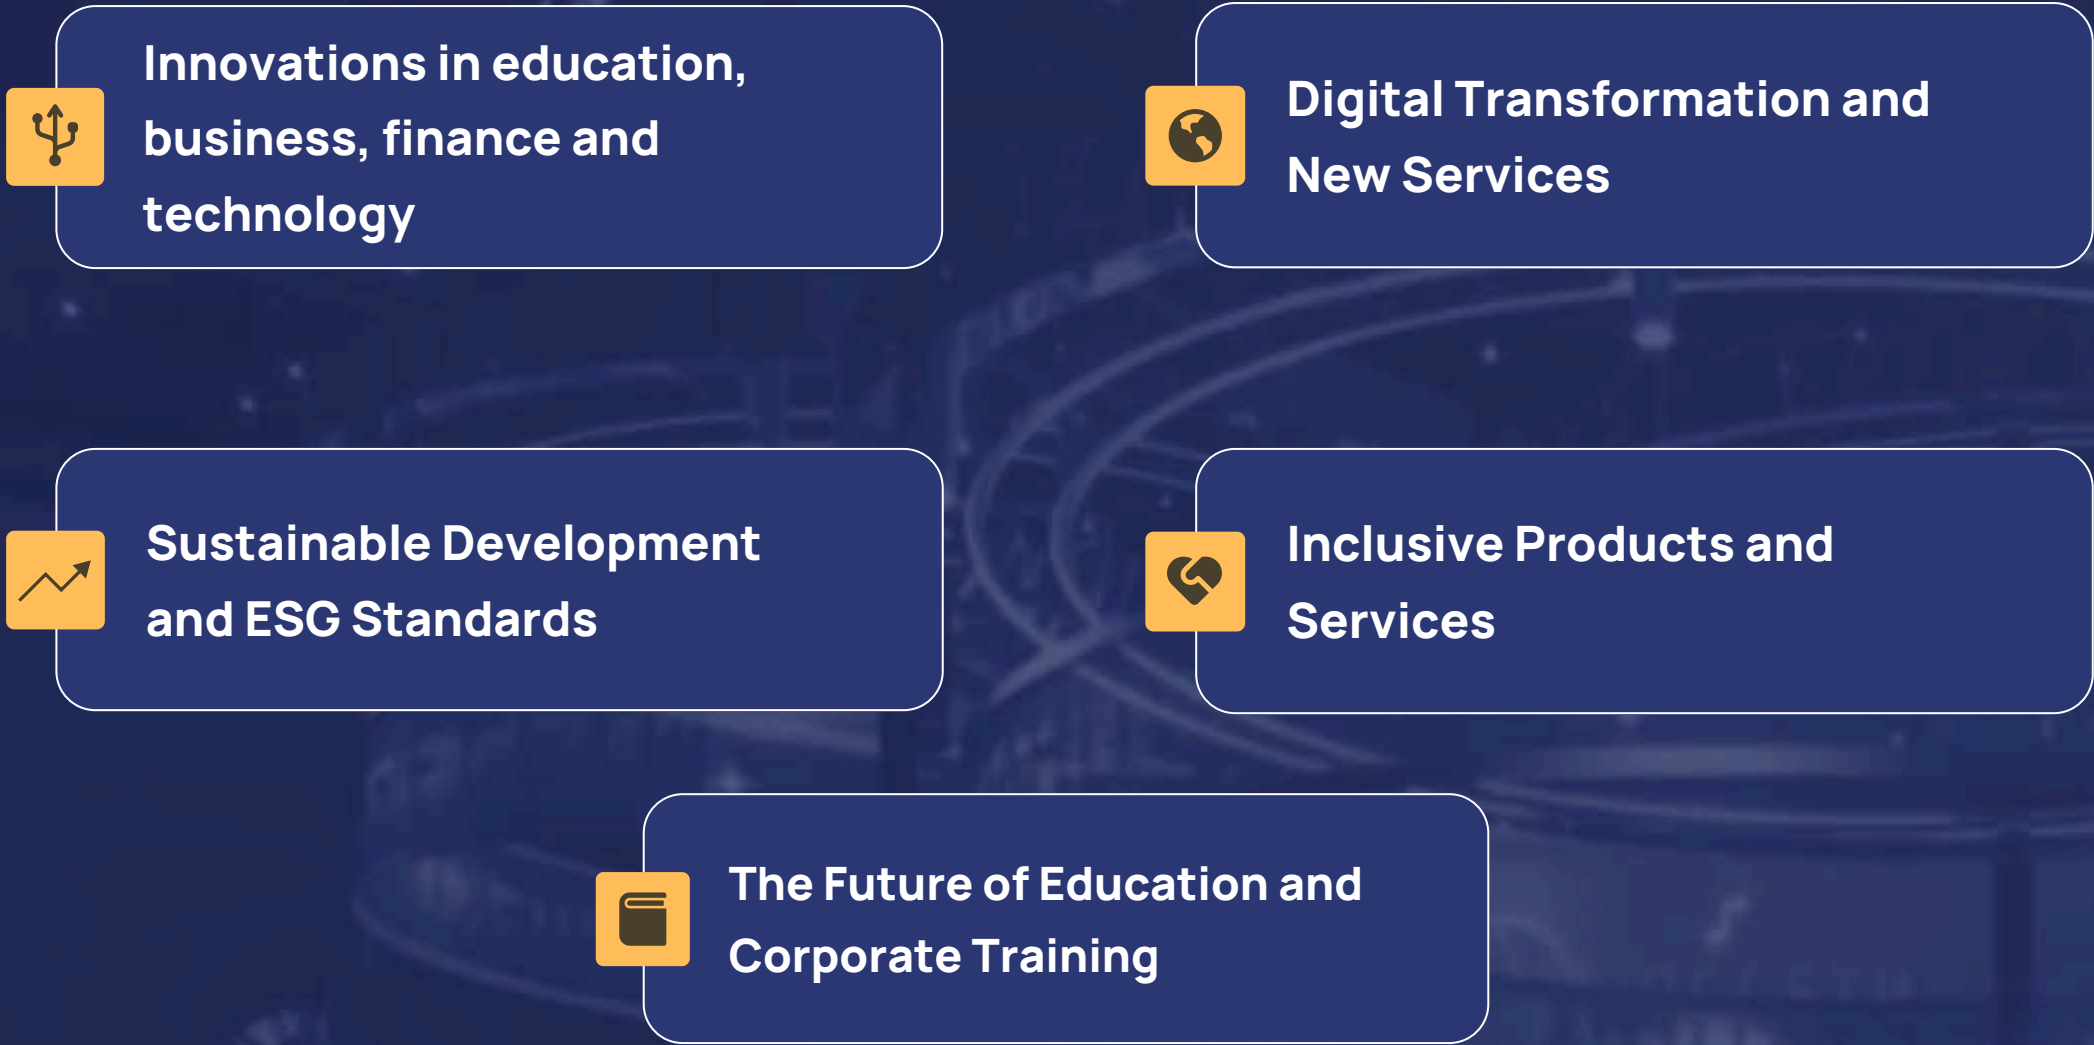 Innovations in education,
business, finance and
technology
Digital Transformation and
New Services
Sustainable Development
and ESG Standards
Inclusive Products and
Services
The Future of Education and
Corporate Training